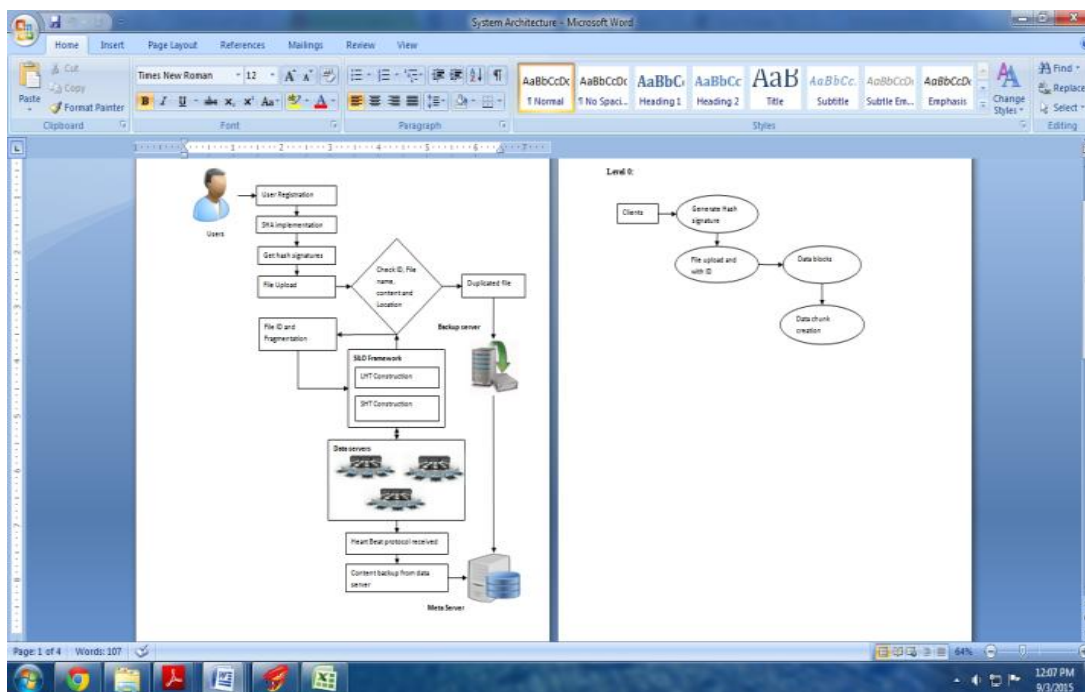 System Architecture - Microsoft Word
Home Insert Page Layout References Mailings Review View
Paste
Cut
Copy
Format Painter
Clipboard
Times New Roman 12
Font
Paragraph
AaBbCcDc AaBbCcDc AaBbC AaBbCc AaB AaBbCc. AaBbCcDc AaBbCcDc
¶ Normal ¶ No Spaci... Heading 1 Heading 2 Title Subtitle Subtle Em... Emphasis
Change Styles
Styles
Find
Replace
Select
Editing
Users
User Registration
SHA implementation
Get hash signatures
File Upload
Check ID, File
name,
content and
Location
Duplicated file
File ID and
Fragmentation
Backup server
SiLO Framework
LHT Construction
SHT Construction
Data servers
Heart Beat protocol received
Content backup from data
server
Meta Server
Level 0:
Clients
Generate Hash
signature
File upload and
with ID
Data blocks
Data chunk
creation
Page: 1 of 4 Words: 107
64%
12:07 PM
9/3/2015